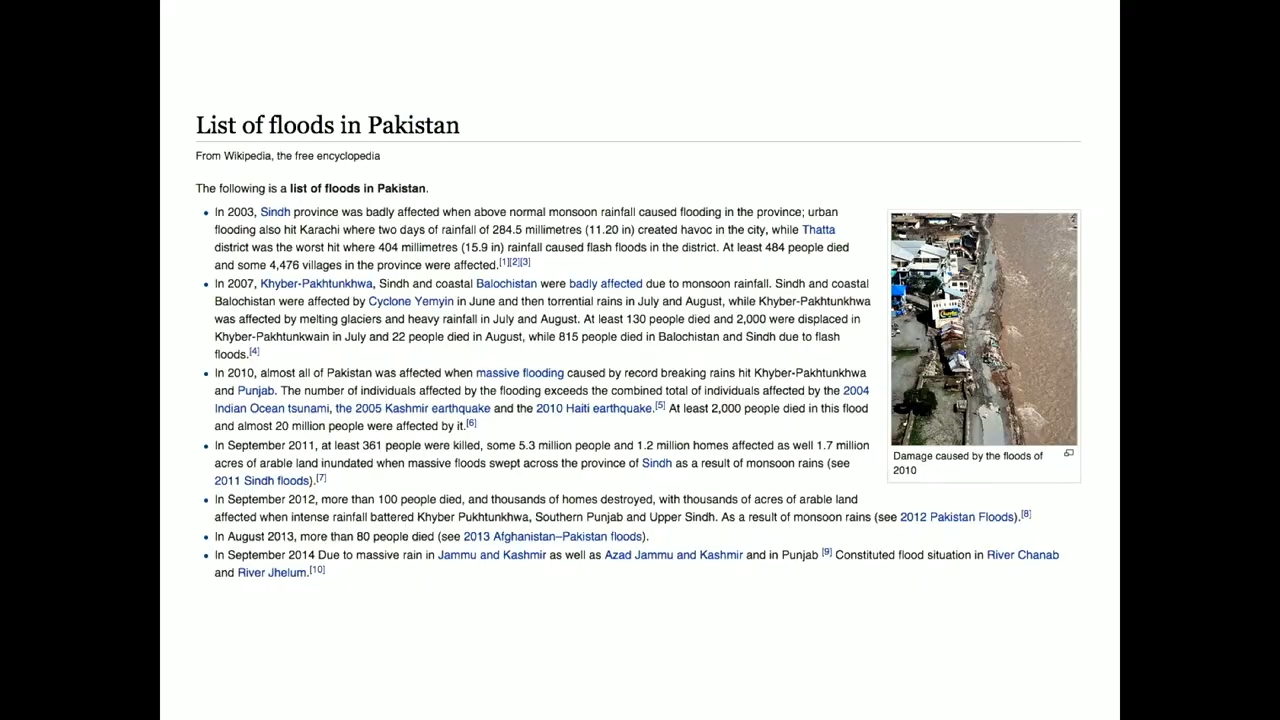 List of floods in Pakistan
From Wikipedia, the free encyclopedia
The following is a list of floods in Pakistan.
In 2003, Sindh province was badly affected when above normal monsoon rainfall caused flooding in the province; urban
flooding also hit Karachi where two days of rainfall of 284.5 millimetres (11.20 in) created havoc in the city, while Thatta
district was the worst hit where 404 millimetres (15.9 in) rainfall caused flash floods in the district. At least 484 people died
and some 4,476 villages in the province were affected.[1][2][3]
In 2007, Khyber-Pakhtunkhwa, Sindh and coastal Balochistan were badly affected due to monsoon rainfall. Sindh and coastal
Balochistan were affected by Cyclone Yemyin in June and then torrential rains in July and August, while Khyber-Pakhtunkhwa
was affected by melting glaciers and heavy rainfall in July and August. At least 130 people died and 2,000 were displaced in
Khyber-Pakhtunkwain in July and 22 people died in August, while 815 people died in Balochistan and Sindh due to flash
floods.[4]
In 2010, almost all of Pakistan was affected when massive flooding caused by record breaking rains hit Khyber-Pakhtunkhwa
and Punjab. The number of individuals affected by the flooding exceeds the combined total of individuals affected by the 2004
Indian Ocean tsunami, the 2005 Kashmir earthquake and the 2010 Haiti earthquake.[5] At least 2,000 people died in this flood
and almost 20 million people were affected by it.[6]
In September 2011, at least 361 people were killed, some 5.3 million people and 1.2 million homes affected as well 1.7 million
acres of arable land inundated when massive floods swept across the province of Sindh as a result of monsoon rains (see
2011 Sindh floods).[7]
In September 2012, more than 100 people died, and thousands of homes destroyed, with thousands of acres of arable land
affected when intense rainfall battered Khyber Pukhtunkhwa, Southern Punjab and Upper Sindh. As a result of monsoon rains (see 2012 Pakistan Floods).[8]
In August 2013, more than 80 people died (see 2013 Afghanistan–Pakistan floods).
In September 2014 Due to massive rain in Jammu and Kashmir as well as Azad Jammu and Kashmir and in Punjab [9] Constituted flood situation in River Chanab
and River Jhelum.[10]
Damage caused by the floods of
2010